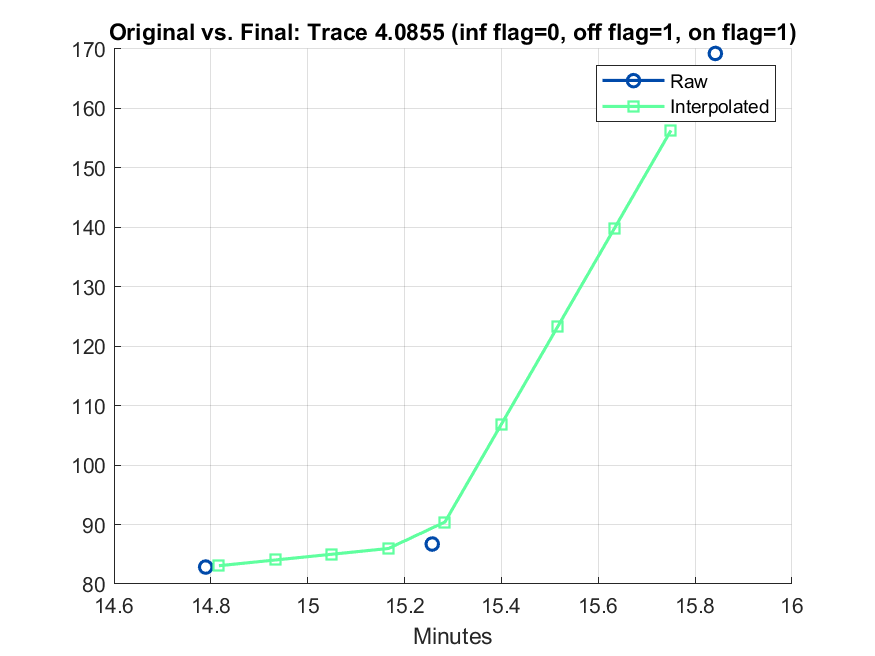 Original vs. Final: Trace 4.0855 (inf flag=0, off flag=1, on flag=1)
170
160
150
140
130
120
110
100
90
80
Raw
Interpolated
14.6 14.8 15 15.2 15.4 15.6 15.8 16
Minutes